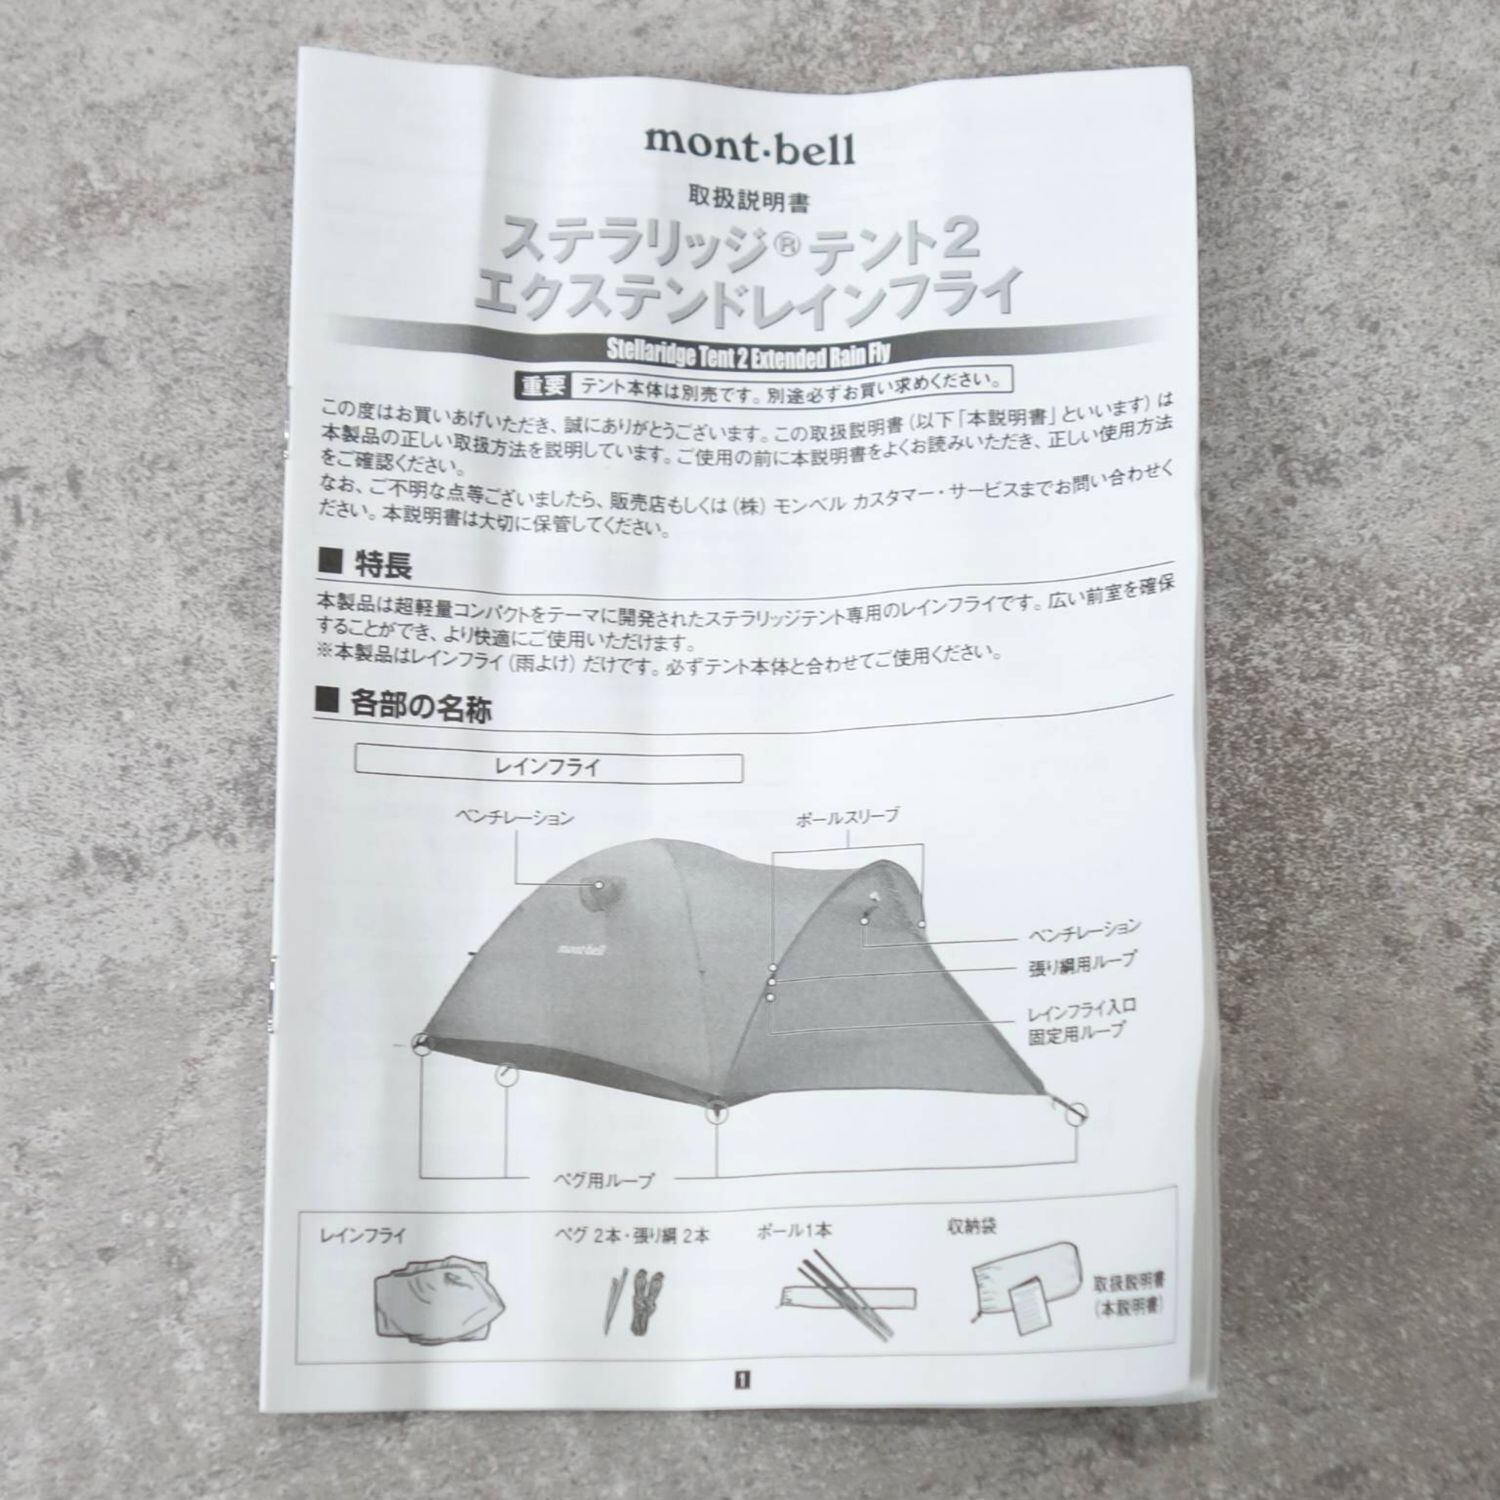 mont-bell
取扱説明書
ステラリッジ®テント2
エクステンドレインフライ
Stellaridge Tent 2 Extended Rain Fly
重要 テント本体は別売です。別途必ずお買い求めください。
この度はお買いあげいただき、誠にありがとうございます。この取扱説明書（以下「本説明書」といいます）は
本製品の正しい取扱方法を説明しています。ご使用の前に本説明書をよくお読みいただき、正しい使用方法
をご確認ください。
なお、ご不明な点等ございましたら、販売店もしくは（株）モンベル カスタマー・サービスまでお問い合わせく
ださい。本説明書は大切に保管してください。
■ 特長
本製品は超軽量コンパクトをテーマに開発されたステラリッジテント専用のレインフライです。広い前室を確保
することができ、より快適にご使用いただけます。
※本製品はレインフライ（雨よけ）だけです。必ずテント本体と合わせてご使用ください。
■ 各部の名称
レインフライ
ベンチレーション
ポールスリーブ
mont-bell
ベンチレーション
張り綱用ループ
レインフライ入口
固定用ループ
ペグ用ループ
レインフライ
ペグ 2本・張り綱 2本
ポール1本
収納袋
取扱説明書
（本説明書）
1